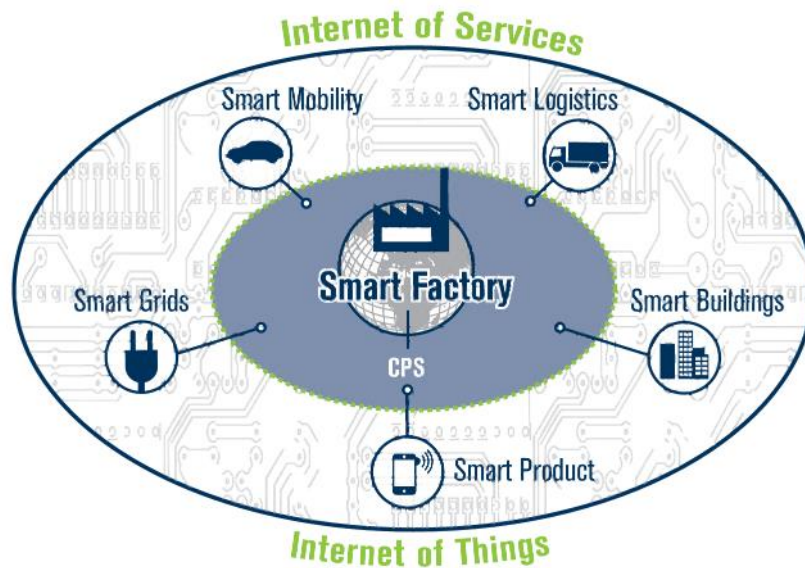 Internet of Services
Smart Mobility
Smart Logistics
Smart Factory
Smart Grids
Smart Buildings
CPS
Smart Product
Internet of Things